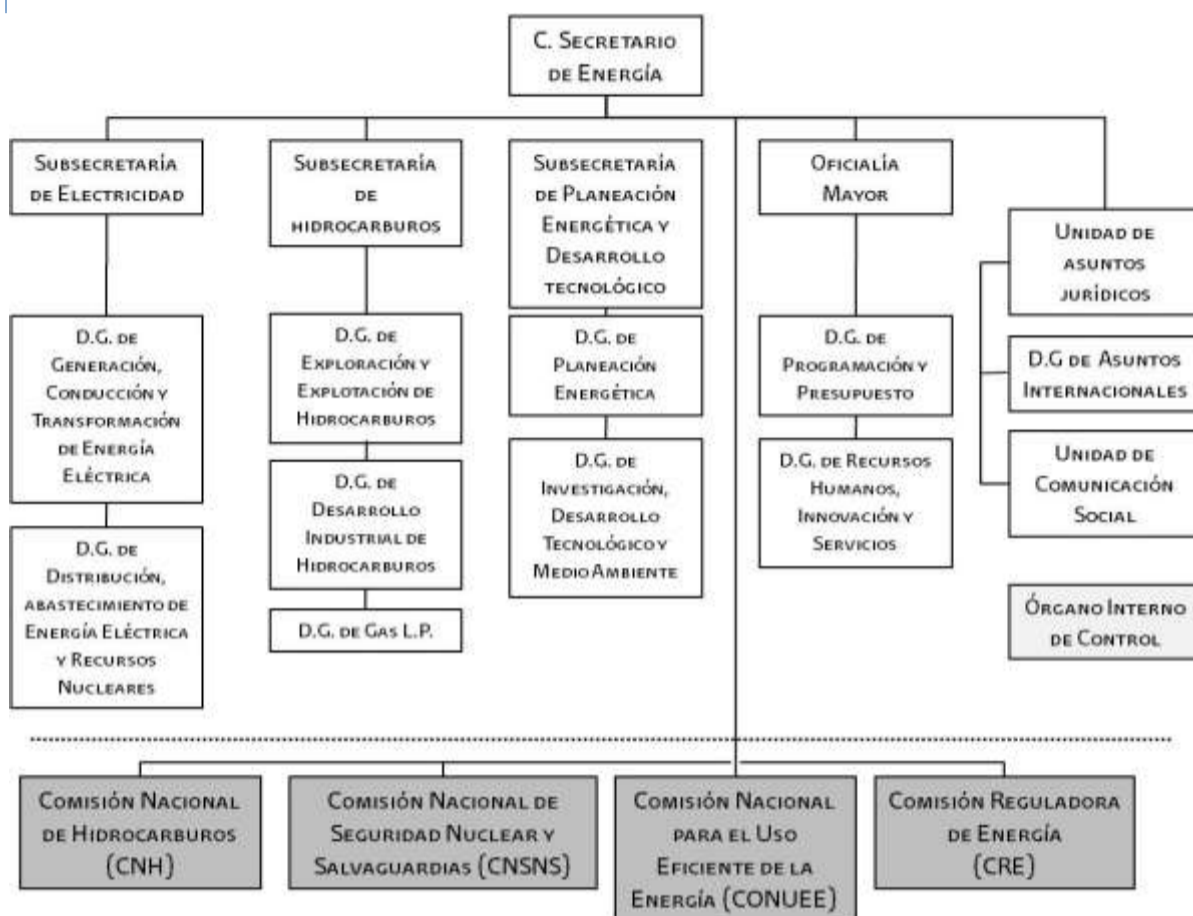 C. Secretario
de Energía
Subsecretaría
de Electricidad
Subsecretaría
de
hidrocarburos
Subsecretaría
de Planeación
Energética y
Desarrollo
tecnológico
Oficialía
Mayor
Unidad de
asuntos
jurídicos
D.G. de
Generación,
Conducción y
Transformación
de Energía
Eléctrica
D.G. de
Exploración y
Explotación de
Hidrocarburos
D.G. de
Planeación
Energética
D.G. de
Programación y
Presupuesto
D.G de Asuntos
Internacionales
D.G. de
Distribución,
abastecimiento de
Energía Eléctrica
y Recursos
Nucleares
D.G. de
Desarrollo
Industrial de
Hidrocarburos
D.G. de Gas L.P.
D.G. de
Investigación,
Desarrollo
Tecnológico y
Medio Ambiente
D.G. de Recursos
Humanos,
Innovación y
Servicios
Unidad de
Comunicación
Social
Órgano Interno
de Control
Comisión Nacional
de Hidrocarburos
(CNH)
Comisión Nacional de
Seguridad Nuclear y
Salvaguardias (CNSNS)
Comisión Nacional
para el Uso
Eficiente de la
Energía (CONUEE)
Comisión Reguladora
de Energía
(CRE)